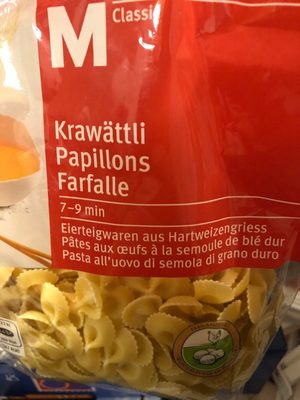 M
Classic
Krawättli
Papillons
Farfalle
7–9 min
Eierteigwaren aus Hartweizengriess
Pâtes aux œufs à la semoule de blé dur
Pasta all'uovo di semola di grano duro